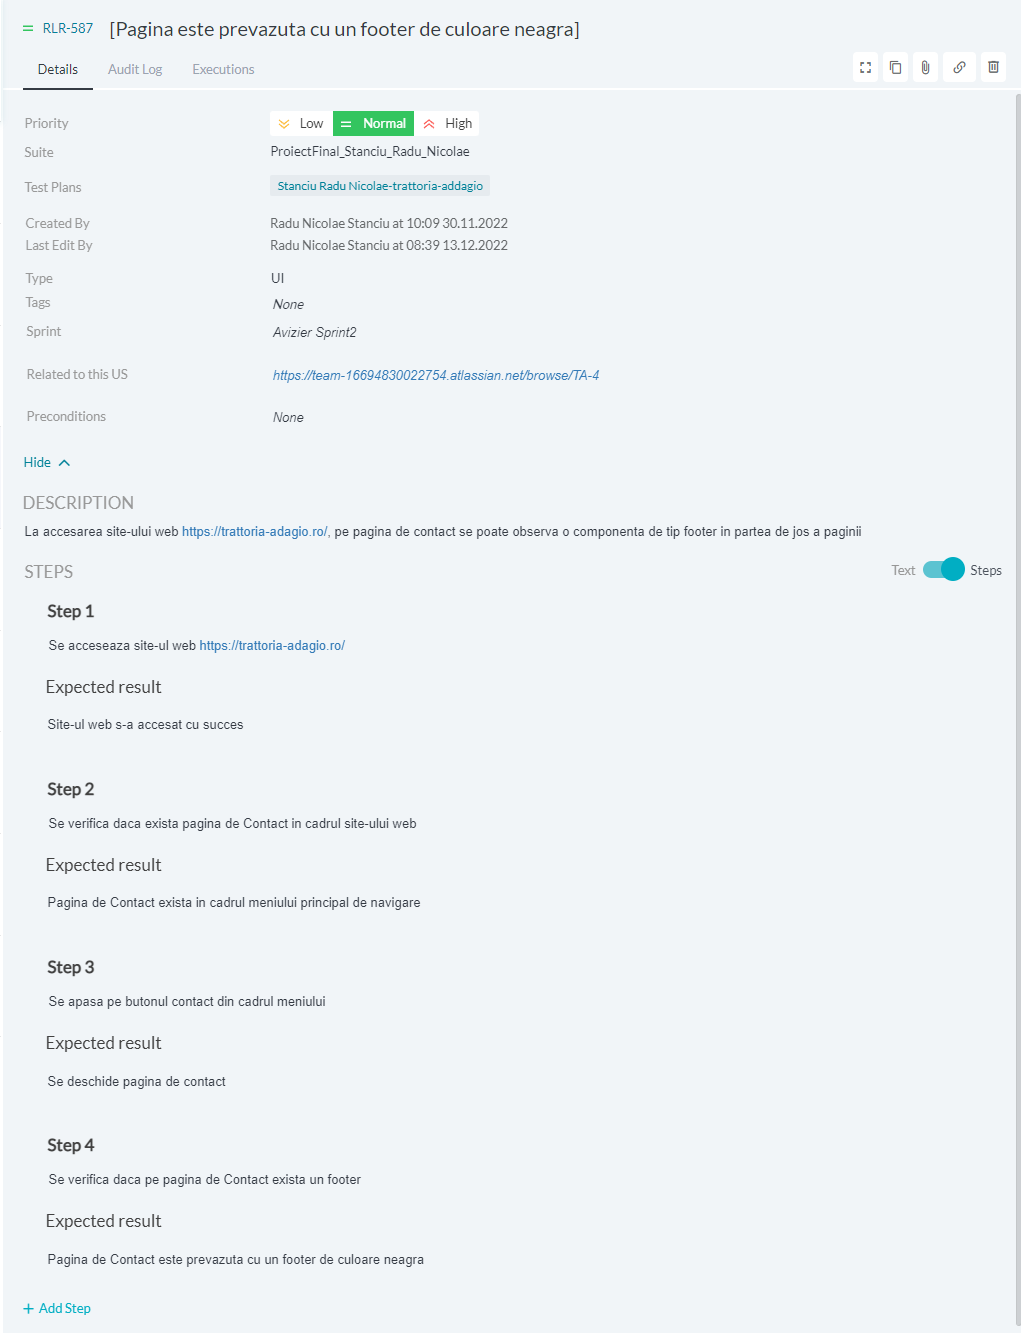 RLR-587 [Pagina este prevazuta cu un footer de culoare neagra]
Details Audit Log Executions
Priority Low Normal High
Suite ProiectFinal_Stanciu_Radu_Nicolae
Test Plans Stanciu Radu Nicolae-trattoria-addagio
Created By Radu Nicolae Stanciu at 10:09 30.11.2022
Last Edit By Radu Nicolae Stanciu at 08:39 13.12.2022
Type UI
Tags None
Sprint Avizier Sprint2
Related to this US https://team-16694830022754.atlassian.net/browse/TA-4
Preconditions None
Hide
DESCRIPTION
La accesarea site-ului web https://trattoria-adagio.ro/, pe pagina de contact se poate observa o componenta de tip footer in partea de jos a paginii
STEPS Text Steps
Step 1
Se acceseaza site-ul web https://trattoria-adagio.ro/
Expected result
Site-ul web s-a accesat cu succes
Step 2
Se verifica daca exista pagina de Contact in cadrul site-ului web
Expected result
Pagina de Contact exista in cadrul meniului principal de navigare
Step 3
Se apasa pe butonul contact din cadrul meniului
Expected result
Se deschide pagina de contact
Step 4
Se verifica daca pe pagina de Contact exista un footer
Expected result
Pagina de Contact este prevazuta cu un footer de culoare neagra
+ Add Step